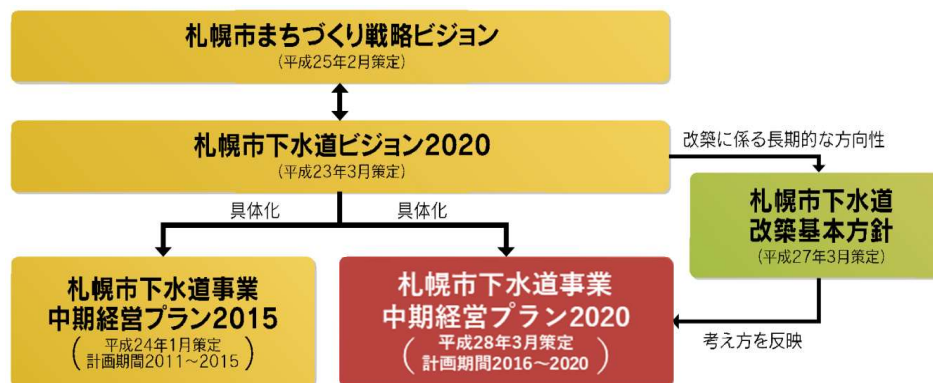 札幌市まちづくり戦略ビジョン
(平成25年2月策定)
札幌市下水道ビジョン2020
(平成23年3月策定)
改築に係る長期的な方向性
具体化
具体化
札幌市下水道
改築基本方針
(平成27年3月策定)
札幌市下水道事業
中期経営プラン2015
(平成24年1月策定
計画期間2011～2015)
札幌市下水道事業
中期経営プラン2020
(平成28年3月策定
計画期間2016～2020)
考え方を反映